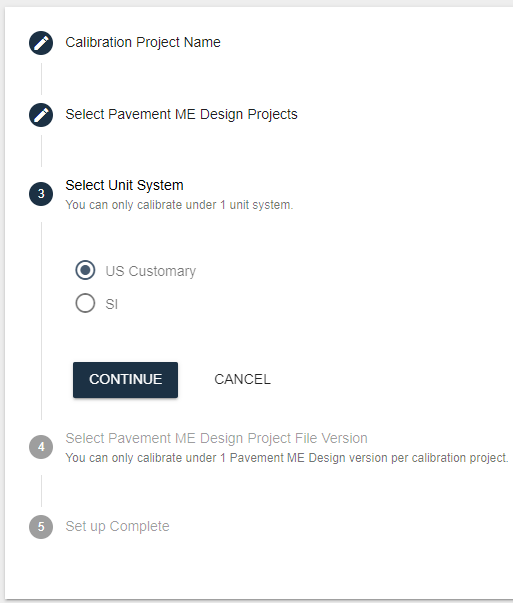 Calibration Project Name
Select Pavement ME Design Projects
3
Select Unit System
You can only calibrate under 1 unit system.
US Customary
SI
CONTINUE
CANCEL
4
Select Pavement ME Design Project File Version
You can only calibrate under 1 Pavement ME Design version per calibration project.
5
Set up Complete